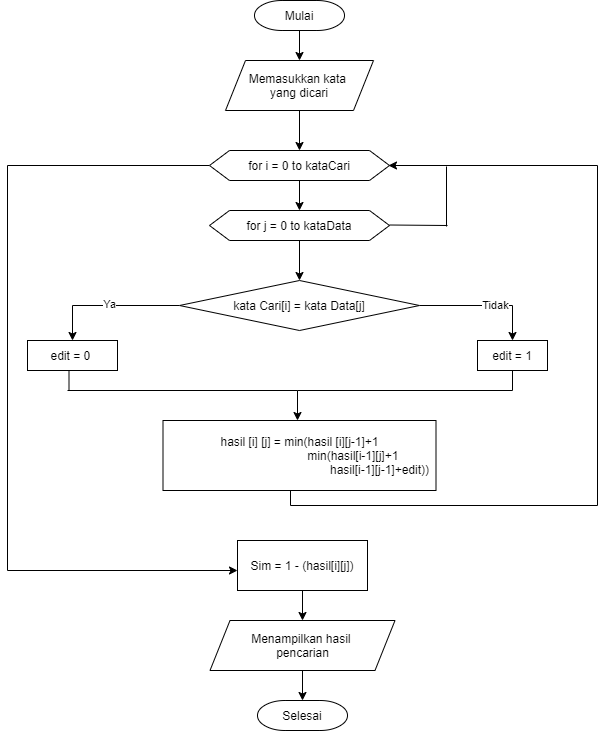 Mulai
Memasukkan kata
yang dicari
for i = 0 to kataCari
for j = 0 to kataData
kata Cari[i] = kata Data[j]
Ya
Tidak
edit = 0
edit = 1
hasil [i] [j] = min(hasil [i][j-1]+1
min(hasil[i-1][j]+1
hasil[i-1][j-1]+edit))
Sim = 1 - (hasil[i][j])
Menampilkan hasil
pencarian
Selesai